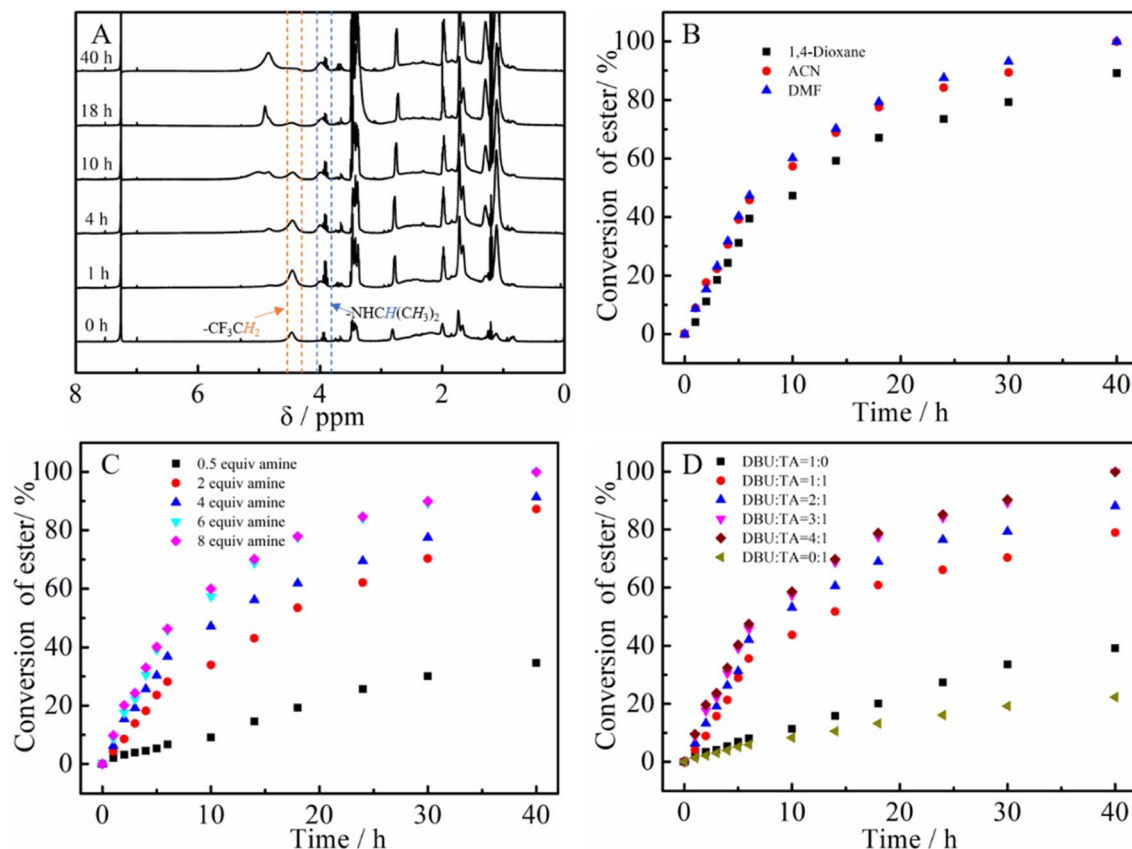 A
40 h
18 h
10 h
4 h
1 h
0 h
-CF₃CH₂
-NHCH(CH₃)₂
8 6 4 2 0
δ / ppm
B
1,4-Dioxane
ACN
DMF
100
80
60
40
20
0
Conversion of ester/ %
0 10 20 30 40
Time / h
C
0.5 equiv amine
2 equiv amine
4 equiv amine
6 equiv amine
8 equiv amine
100
80
60
40
20
0
Conversion of ester/ %
0 10 20 30 40
Time / h
D
DBU:TA=1:0
DBU:TA=1:1
DBU:TA=2:1
DBU:TA=3:1
DBU:TA=4:1
DBU:TA=0:1
100
80
60
40
20
0
Conversion of ester/ %
0 10 20 30 40
Time / h